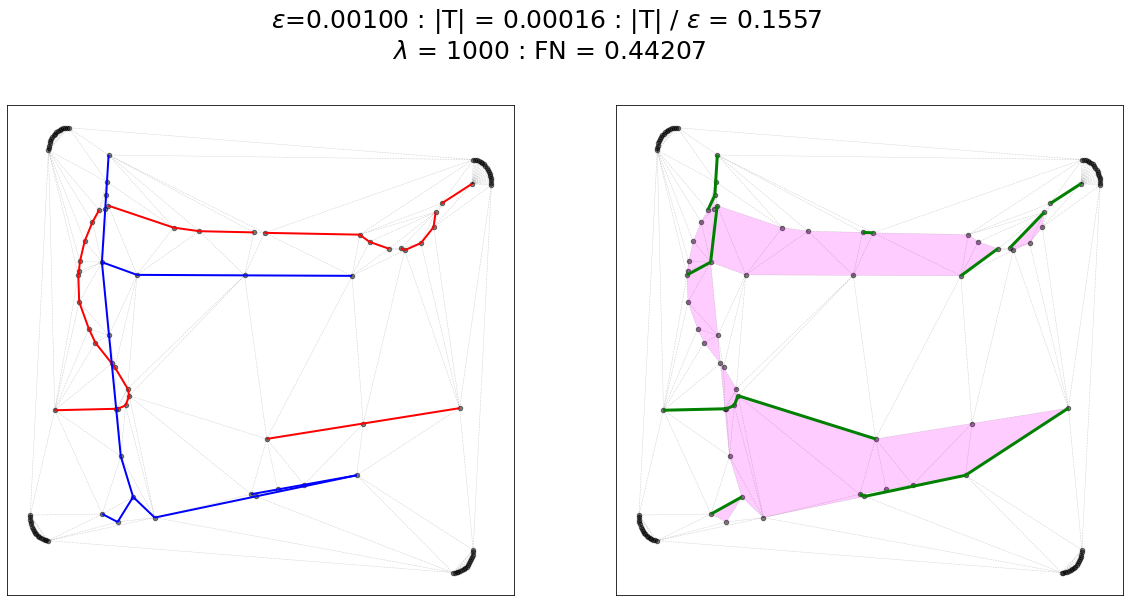 ε=0.00100 : |T| = 0.00016 : |T| / ε = 0.1557
λ = 1000 : FN = 0.44207